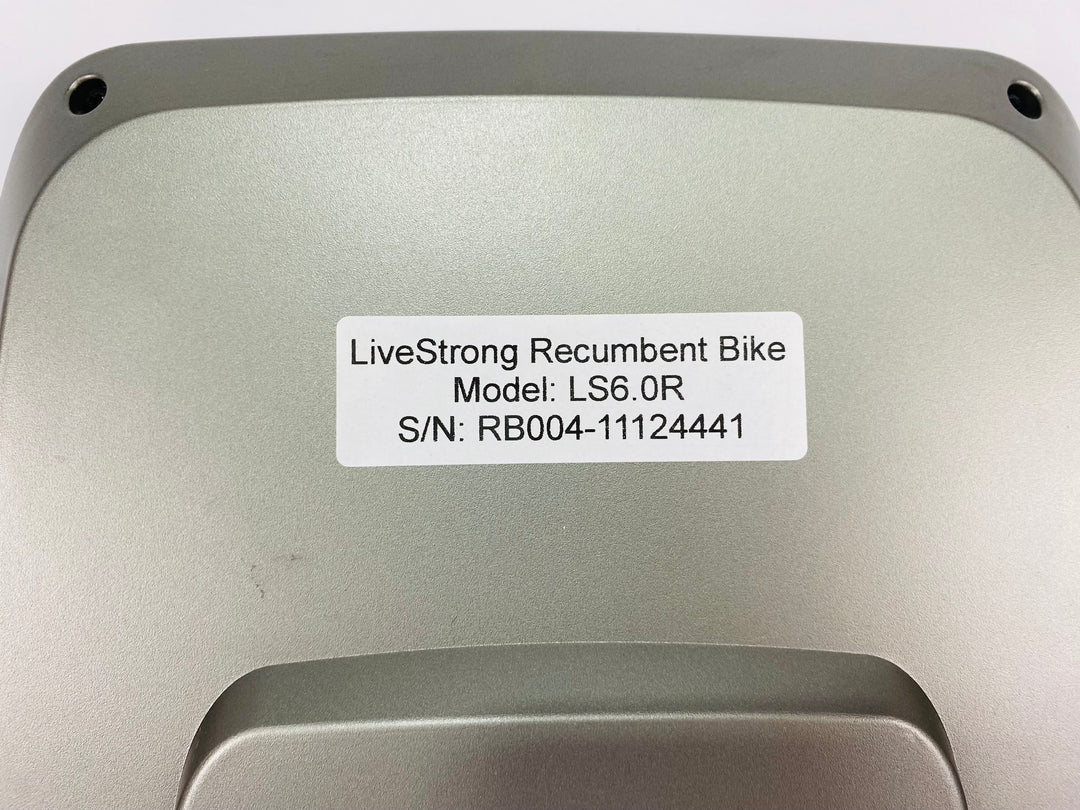 LiveStrong Recumbent Bike
Model: LS6.0R
S/N: RB004-11124441